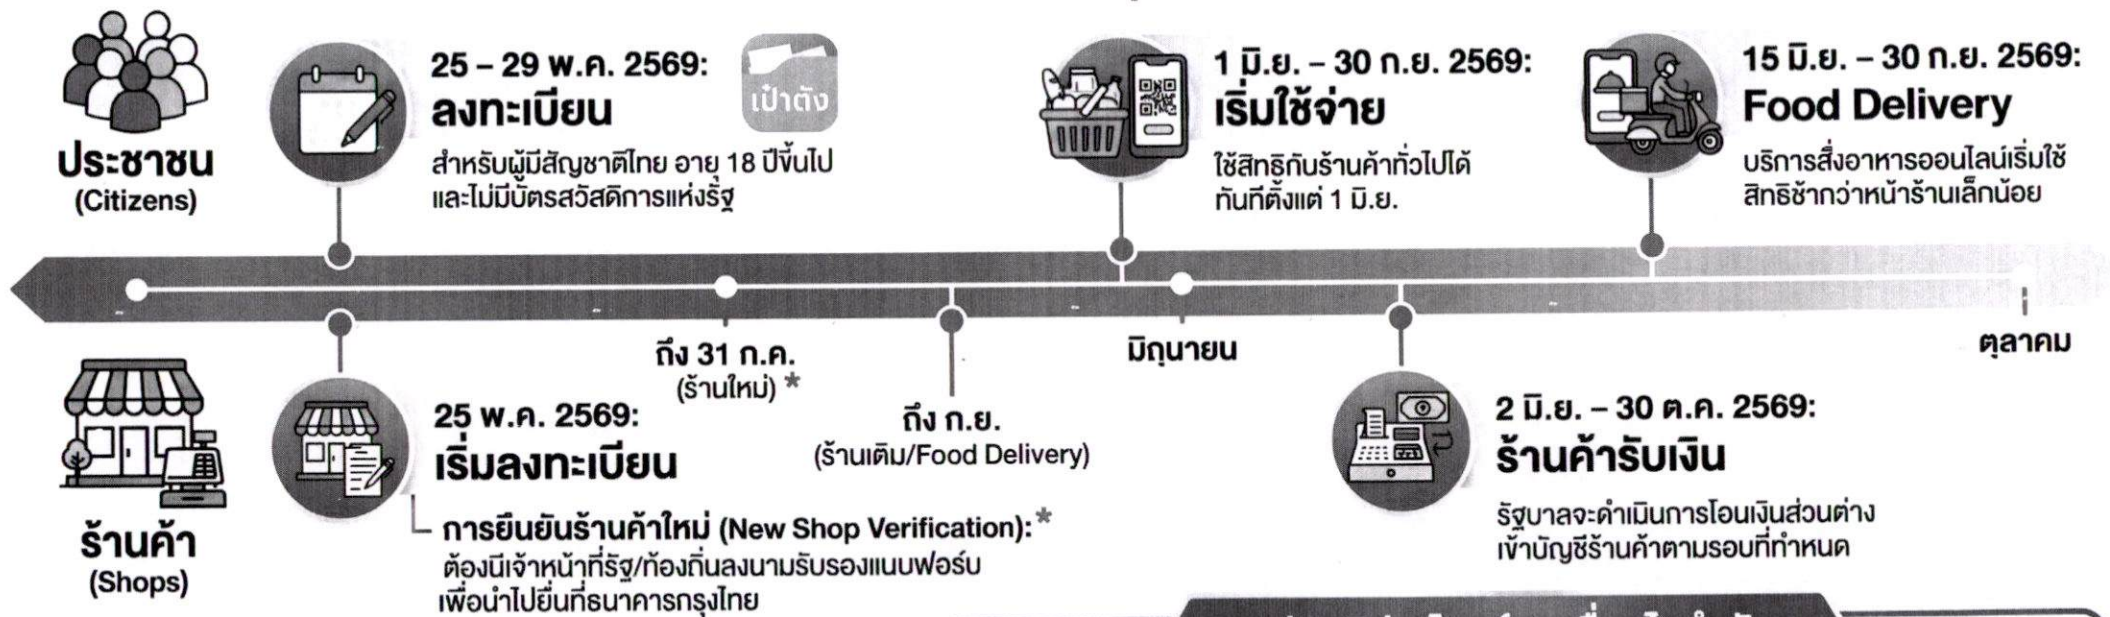 ประชาชน
(Citizens)
25 – 29 พ.ค. 2569:
ลงทะเบียน
เป๋าตัง
สำหรับผู้มีสัญชาติไทย อายุ 18 ปีขึ้นไป
และไม่มีบัตรสวัสดิการแห่งรัฐ
1 มิ.ย. – 30 ก.ย. 2569:
เริ่มใช้จ่าย
ใช้สิทธิกับร้านค้าทั่วไปได้
ทันทีตั้งแต่ 1 มิ.ย.
15 มิ.ย. – 30 ก.ย. 2569:
Food Delivery
บริการสั่งอาหารออนไลน์เริ่มใช้
สิทธิช้ากว่าหน้าร้านเล็กน้อย
ถึง 31 ก.ค.
(ร้านใหม่) *
ถึง ก.ย.
(ร้านเดิม/Food Delivery)
มิถุนายน
ตุลาคม
ร้านค้า
(Shops)
25 พ.ค. 2569:
เริ่มลงทะเบียน
การยืนยันร้านค้าใหม่ (New Shop Verification): *
ต้องนีเจ้าหน้าที่รัฐ/ท้องถิ่นลงนามรับรองแนบฟอร์บ
เพื่อนำไปยื่นที่ธนาคารกรุงไทย
2 มิ.ย. – 30 ต.ค. 2569:
ร้านค้ารับเงิน
รัฐบาลจะดำเนินการโอนเงินส่วนต่าง
เข้าบัญชีร้านค้าตามรอบที่กำหนด